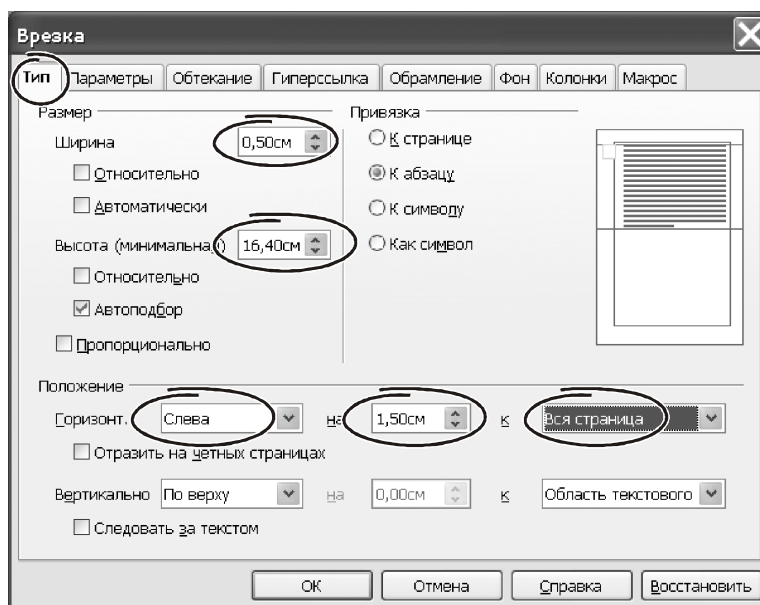 Врезка
Тип Параметры Обтекание Гиперссылка Обрамление Фон Колонки Макрос
Размер
Ширина 0,50см
Относительно
Автоматически
Высота (минимальная) 16,40см
Относительно
Автоподбор
Пропорционально
Привязка
К странице
К абзацу
К символу
Как символ
Положение
Горизонт. Слева на 1,50см к Вся страница
Отразить на четных страницах
Вертикально По верху на 0,00см к Область текстового
Следовать за текстом
ОК Отмена Справка Восстановить